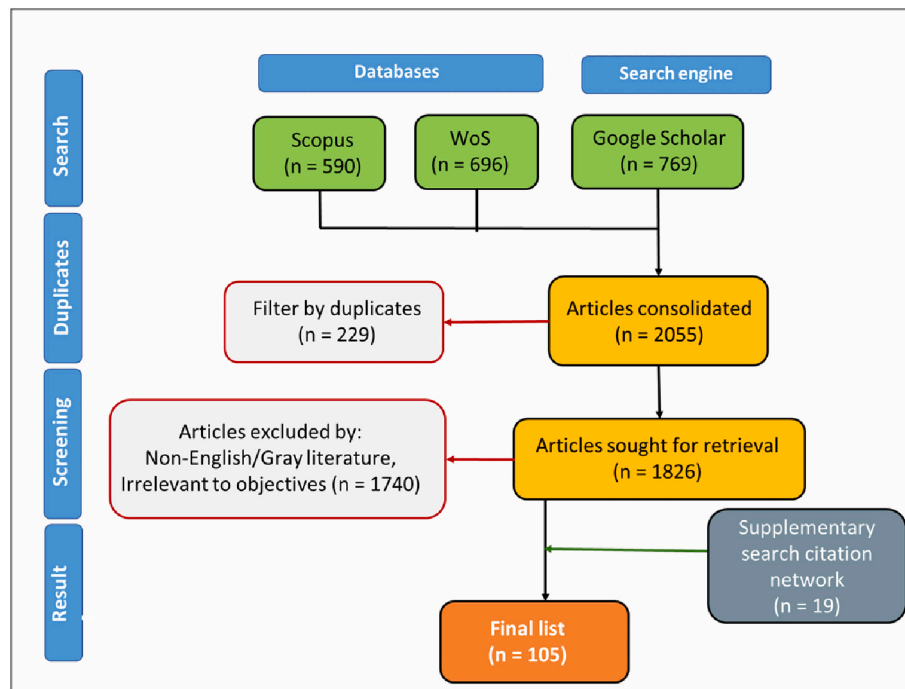 Databases
Search engine
Search
Scopus
(n = 590)
WoS
(n = 696)
Google Scholar
(n = 769)
Duplicates
Filter by duplicates
(n = 229)
Articles consolidated
(n = 2055)
Screening
Articles excluded by:
Non-English/Gray literature,
Irrelevant to objectives (n = 1740)
Articles sought for retrieval
(n = 1826)
Result
Supplementary
search citation
network
(n = 19)
Final list
(n = 105)